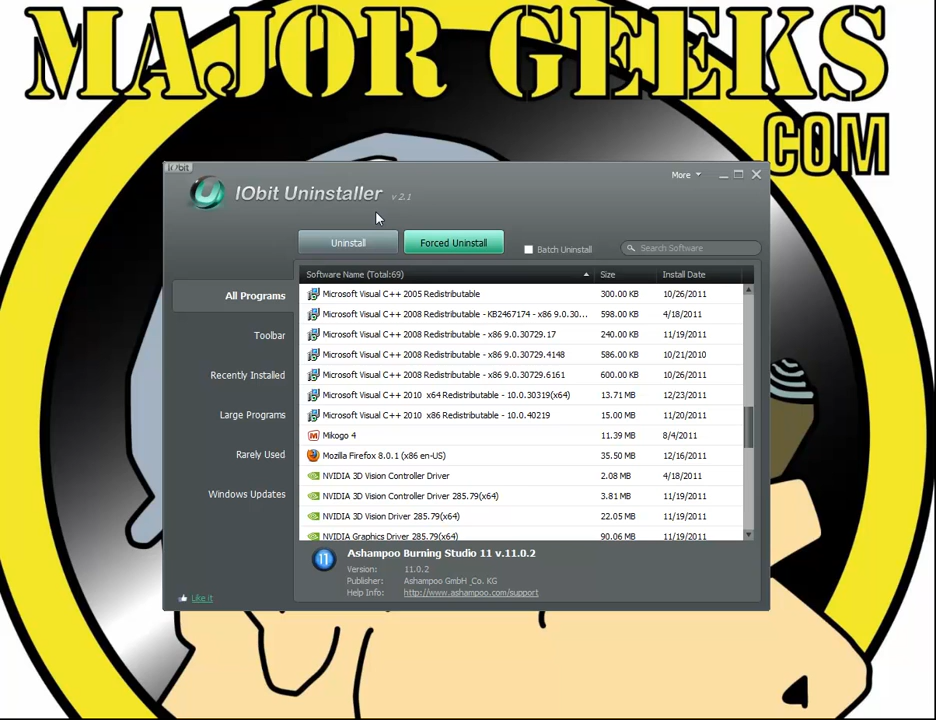 MAJOR GEEKS
COM
IObit
IObit Uninstaller v 2.1
More
Uninstall
Forced Uninstall
Batch Uninstall
Search Software
Software Name (Total:69) Size Install Date
All Programs
Toolbar
Recently Installed
Large Programs
Rarely Used
Windows Updates
Microsoft Visual C++ 2005 Redistributable 300.00 KB 10/26/2011
Microsoft Visual C++ 2008 Redistributable - KB2467174 - x86 9.0.30... 598.00 KB 4/18/2011
Microsoft Visual C++ 2008 Redistributable - x86 9.0.30729.17 240.00 KB 11/19/2011
Microsoft Visual C++ 2008 Redistributable - x86 9.0.30729.4148 586.00 KB 10/21/2010
Microsoft Visual C++ 2008 Redistributable - x86 9.0.30729.6161 600.00 KB 10/26/2011
Microsoft Visual C++ 2010 x64 Redistributable - 10.0.30319(x64) 13.71 MB 12/23/2011
Microsoft Visual C++ 2010 x86 Redistributable - 10.0.40219 15.00 MB 11/20/2011
Mikogo 4 11.39 MB 8/4/2011
Mozilla Firefox 8.0.1 (x86 en-US) 35.50 MB 12/16/2011
NVIDIA 3D Vision Controller Driver 2.08 MB 4/18/2011
NVIDIA 3D Vision Controller Driver 285.79(x64) 3.81 MB 11/19/2011
NVIDIA 3D Vision Driver 285.79(x64) 22.05 MB 11/19/2011
NVIDIA Graphics Driver 285.79(x64) 90.06 MB 11/19/2011
11
Ashampoo Burning Studio 11 v.11.0.2
Version: 11.0.2
Publisher: Ashampoo GmbH_Co. KG
Help Info: http://www.ashampoo.com/support
Like it